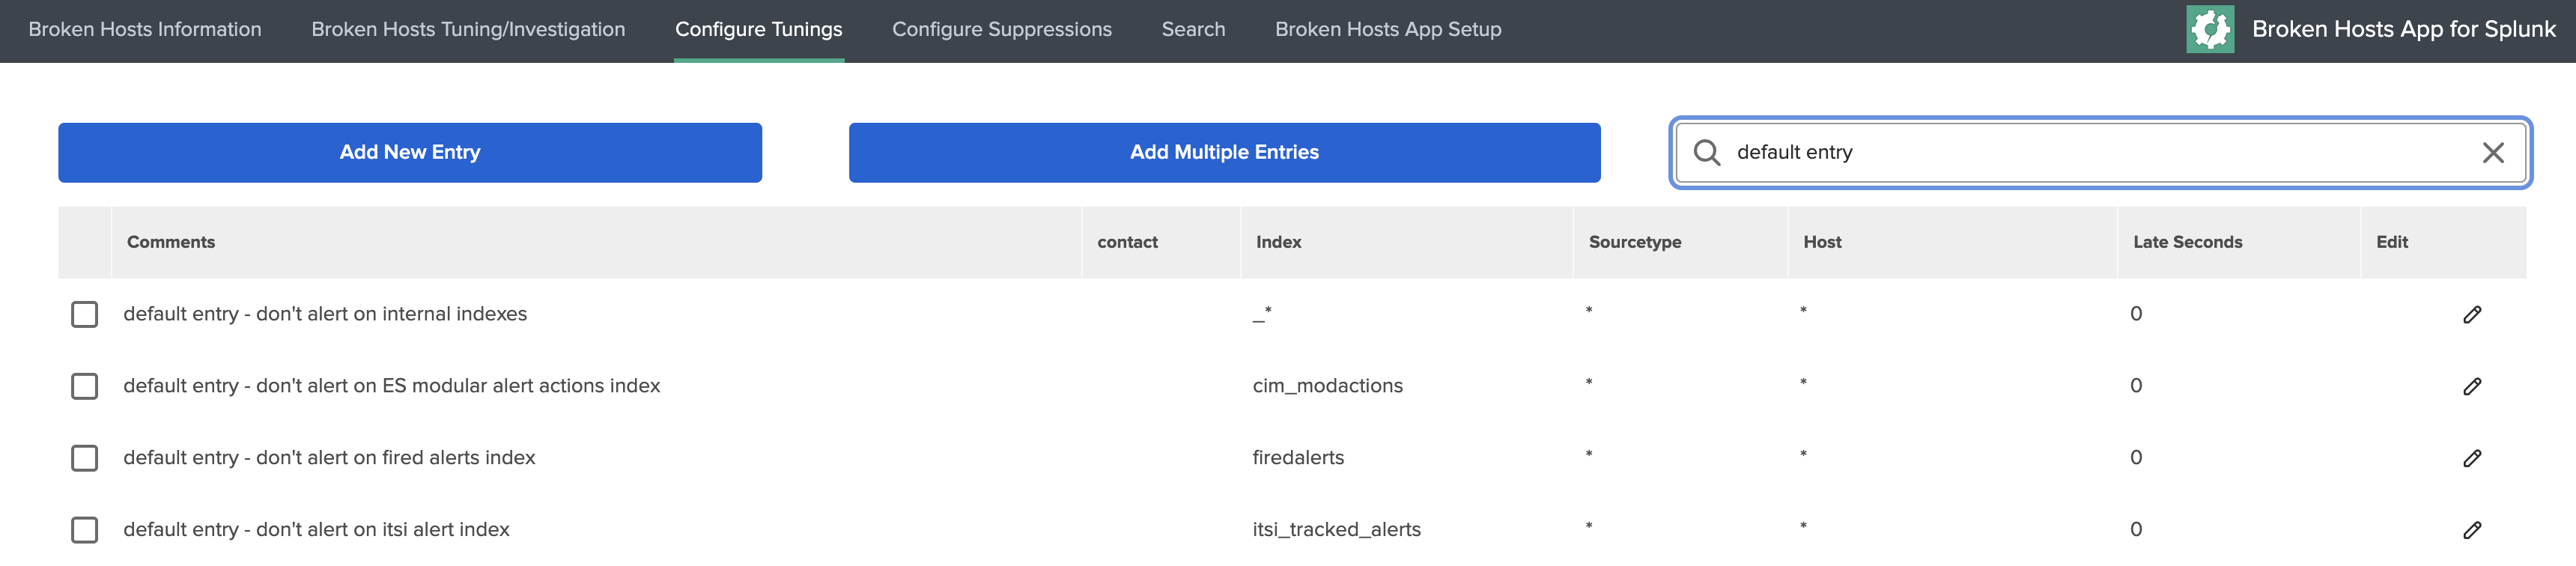 Broken Hosts Information Broken Hosts Tuning/Investigation Configure Tunings Configure Suppressions Search Broken Hosts App Setup Broken Hosts App for Splunk
Add New Entry Add Multiple Entries default entry
Comments contact Index Sourcetype Host Late Seconds Edit
default entry - don't alert on internal indexes _* * * 0
default entry - don't alert on ES modular alert actions index cim_modactions * * 0
default entry - don't alert on fired alerts index firedalerts * * 0
default entry - don't alert on itsi alert index itsi_tracked_alerts * * 0